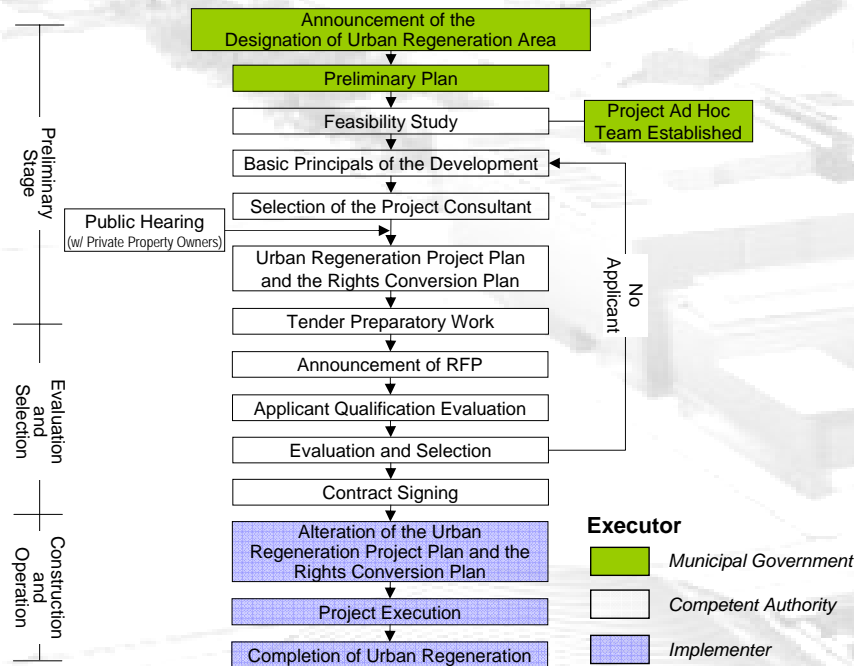 Announcement of the
Designation of Urban Regeneration Area
Preliminary Plan
Feasibility Study
Project Ad Hoc
Team Established
Basic Principals of the Development
Selection of the Project Consultant
Public Hearing
(w/ Private Property Owners)
Urban Regeneration Project Plan
and the Rights Conversion Plan
Tender Preparatory Work
Announcement of RFP
Applicant Qualification Evaluation
Evaluation and Selection
Contract Signing
Alteration of the Urban
Regeneration Project Plan and the
Rights Conversion Plan
Project Execution
Completion of Urban Regeneration
No
Applicant
Preliminary
Stage
Evaluation
and
Selection
Construction
and
Operation
Executor
Municipal Government
Competent Authority
Implementer